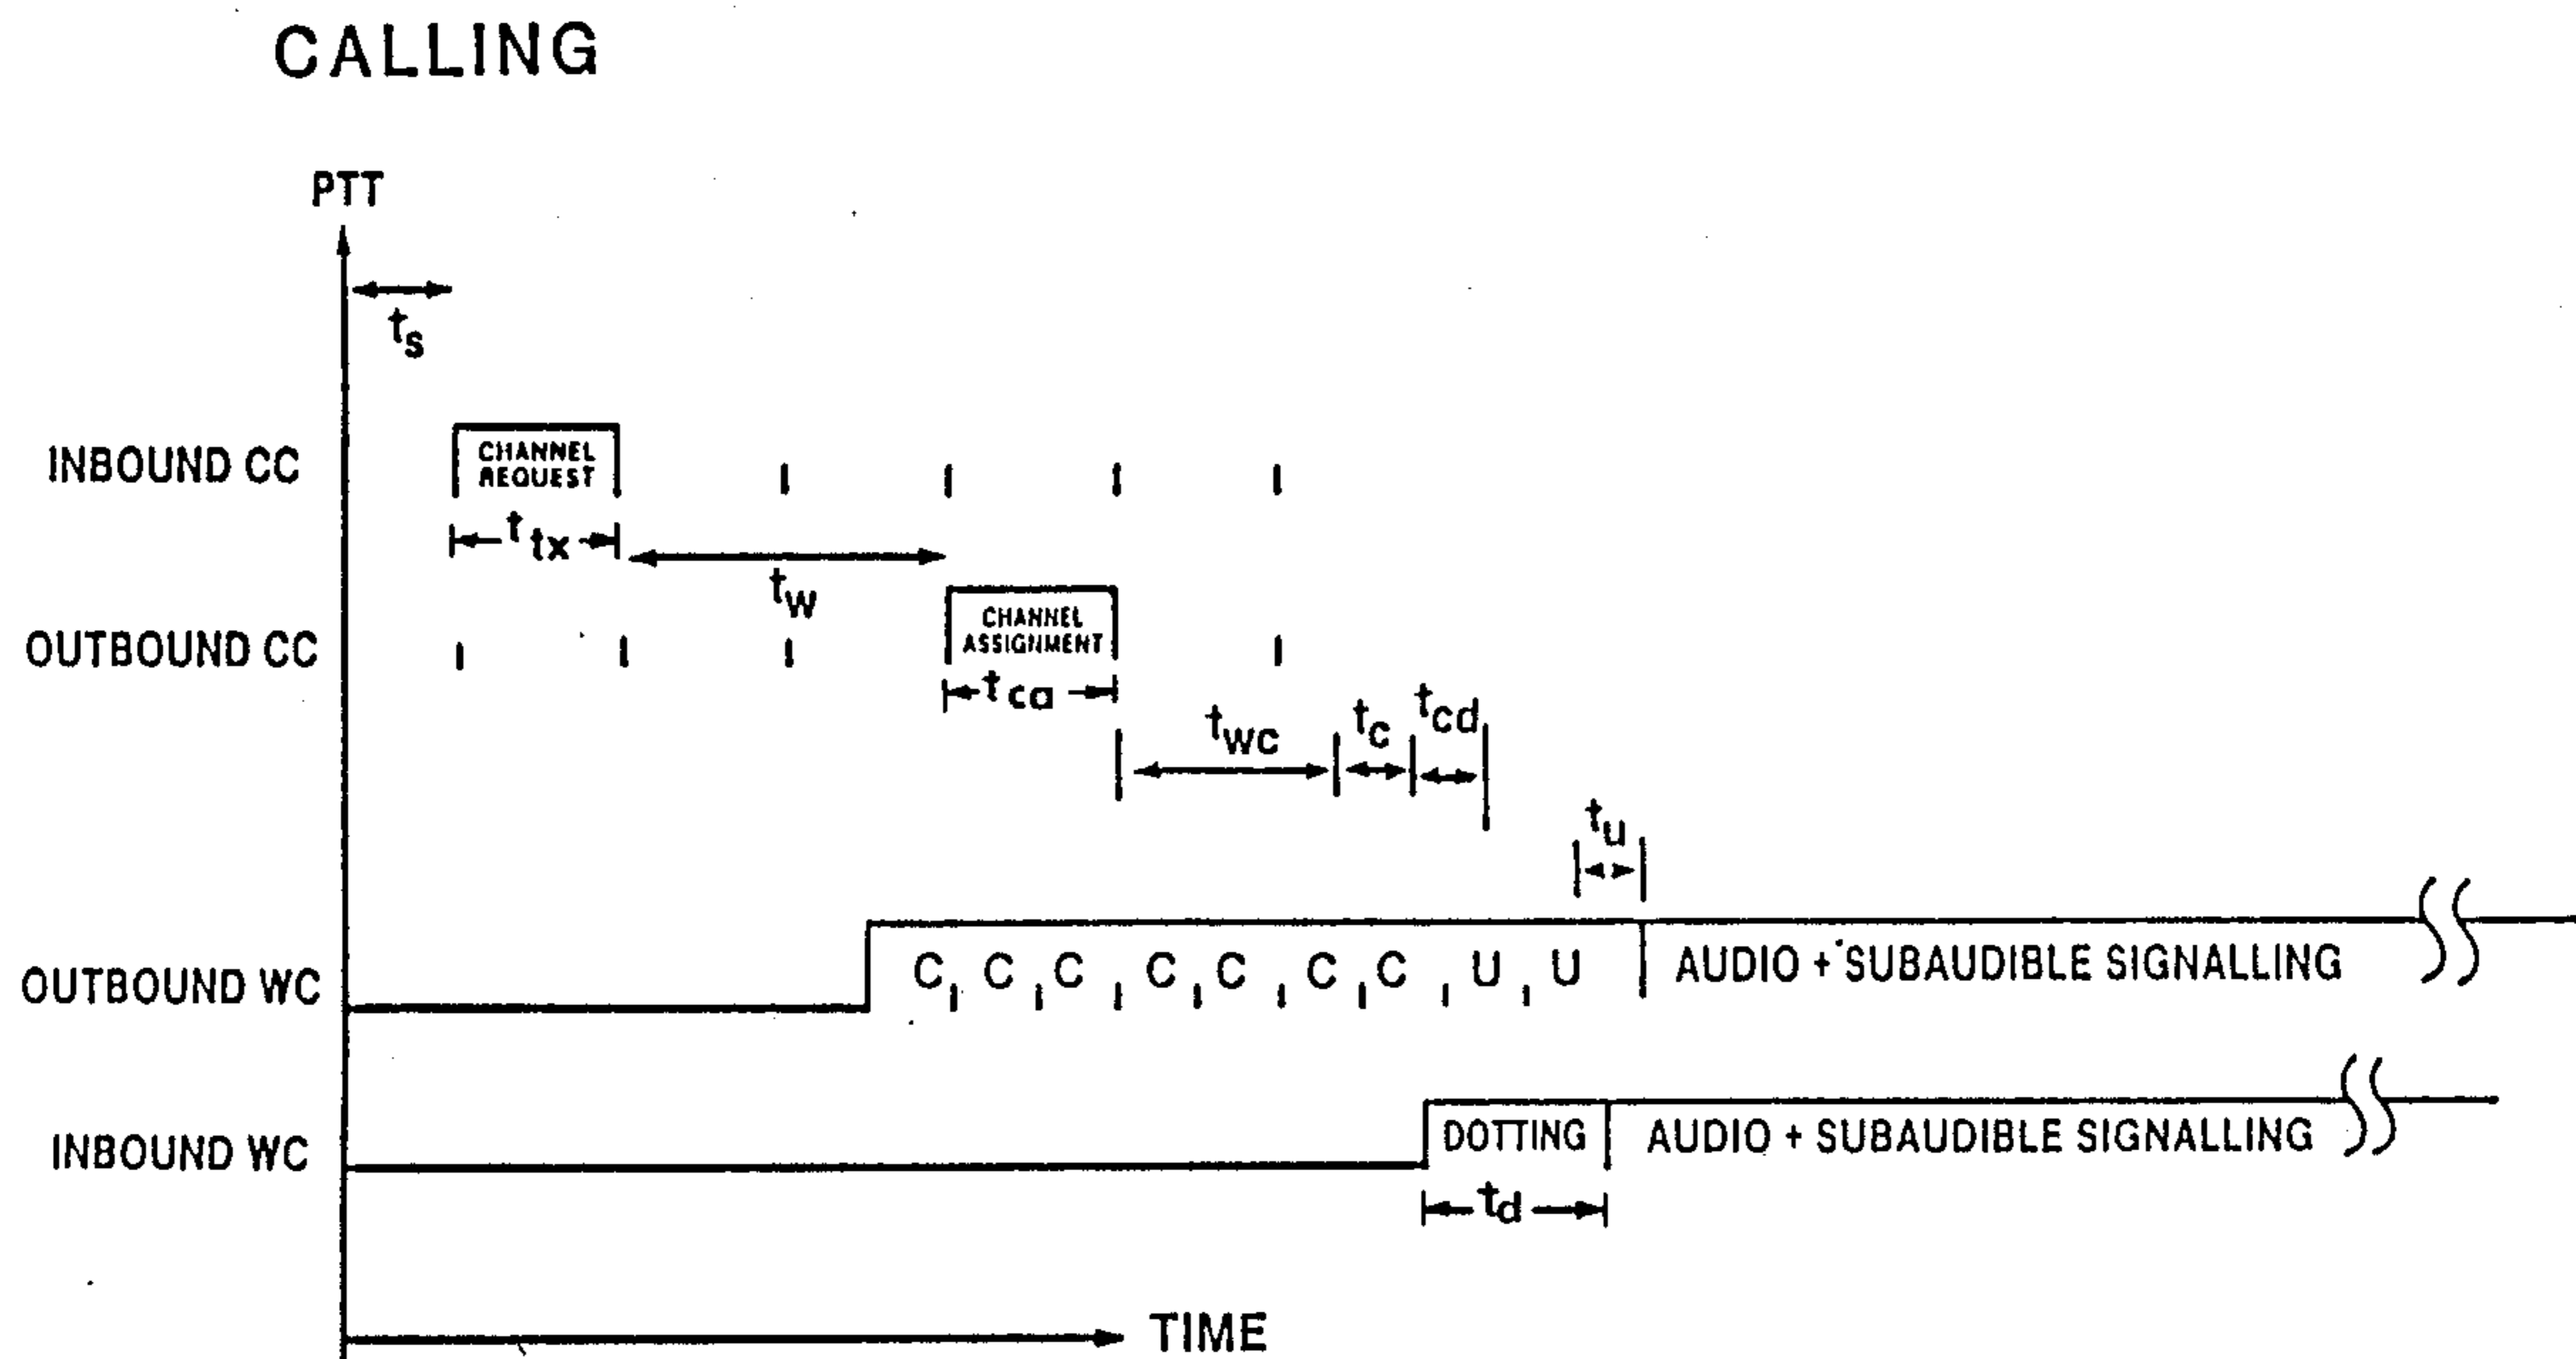 CALLING
PTT
ts
INBOUND CC
CHANNEL
REQUEST
ttx
tw
OUTBOUND CC
CHANNEL
ASSIGNMENT
tca
twc
tc
tcd
tu
OUTBOUND WC
C C C C C C C U U
AUDIO + SUBAUDIBLE SIGNALLING
INBOUND WC
DOTTING
AUDIO + SUBAUDIBLE SIGNALLING
td
TIME